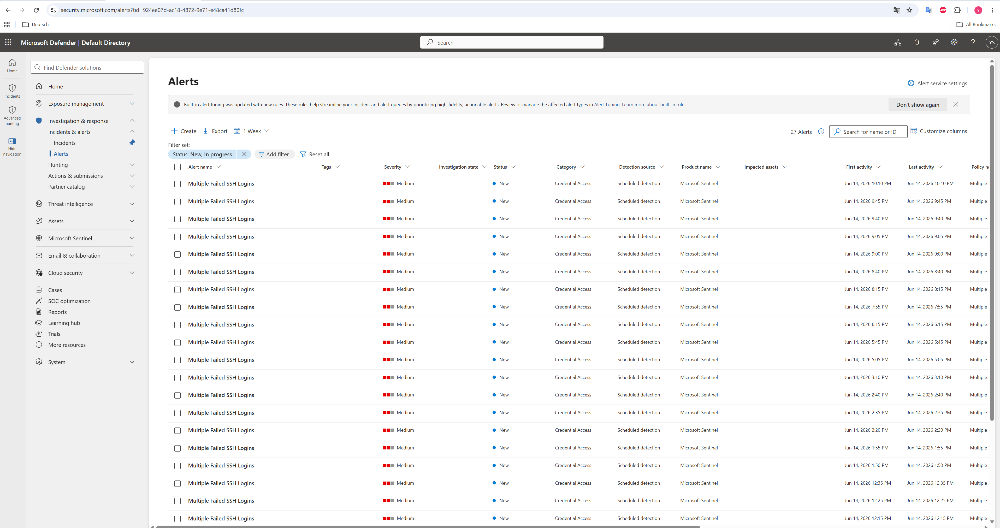 security.microsoft.com/alerts?tid=924ee07d-ac18-4872-9e71-e48ca41d80fc
ABP
Y
Deutsch
All Bookmarks
Microsoft Defender | Default Directory
Search
YS
Home
Incidents
Advanced
hunting
Hide
navigation
Find Defender solutions
Home
Exposure management
Investigation & response
Incidents & alerts
Incidents
Alerts
Hunting
Actions & submissions
Partner catalog
Threat intelligence
Assets
Microsoft Sentinel
Email & collaboration
Cloud security
Cases
SOC optimization
Reports
Learning hub
Trials
More resources
System
Alerts
Alert service settings
Built-in alert tuning was updated with new rules. These rules help streamline your incident and alert queues by prioritizing high-fidelity, actionable alerts. Review or manage the affected alert types in Alert Tuning. Learn more about built-in rules.
Don't show again
Create Export 1 Week
27 Alerts Search for name or ID Customize columns
Filter set:
Status: New, In progress Add filter Reset all
Alert name Tags Severity Investigation state Status Category Detection source Product name Impacted assets First activity Last activity Policy na
Multiple Failed SSH Logins Medium New Credential Access Scheduled detection Microsoft Sentinel Jun 14, 2026 10:10 PM Jun 14, 2026 10:10 PM Multiple
Multiple Failed SSH Logins Medium New Credential Access Scheduled detection Microsoft Sentinel Jun 14, 2026 9:45 PM Jun 14, 2026 9:45 PM Multiple
Multiple Failed SSH Logins Medium New Credential Access Scheduled detection Microsoft Sentinel Jun 14, 2026 9:40 PM Jun 14, 2026 9:40 PM Multiple
Multiple Failed SSH Logins Medium New Credential Access Scheduled detection Microsoft Sentinel Jun 14, 2026 9:05 PM Jun 14, 2026 9:05 PM Multiple
Multiple Failed SSH Logins Medium New Credential Access Scheduled detection Microsoft Sentinel Jun 14, 2026 9:00 PM Jun 14, 2026 9:00 PM Multiple
Multiple Failed SSH Logins Medium New Credential Access Scheduled detection Microsoft Sentinel Jun 14, 2026 8:40 PM Jun 14, 2026 8:40 PM Multiple
Multiple Failed SSH Logins Medium New Credential Access Scheduled detection Microsoft Sentinel Jun 14, 2026 8:15 PM Jun 14, 2026 8:15 PM Multiple
Multiple Failed SSH Logins Medium New Credential Access Scheduled detection Microsoft Sentinel Jun 14, 2026 7:55 PM Jun 14, 2026 7:55 PM Multiple
Multiple Failed SSH Logins Medium New Credential Access Scheduled detection Microsoft Sentinel Jun 14, 2026 6:15 PM Jun 14, 2026 6:15 PM Multiple
Multiple Failed SSH Logins Medium New Credential Access Scheduled detection Microsoft Sentinel Jun 14, 2026 5:45 PM Jun 14, 2026 5:45 PM Multiple
Multiple Failed SSH Logins Medium New Credential Access Scheduled detection Microsoft Sentinel Jun 14, 2026 5:05 PM Jun 14, 2026 5:05 PM Multiple
Multiple Failed SSH Logins Medium New Credential Access Scheduled detection Microsoft Sentinel Jun 14, 2026 3:10 PM Jun 14, 2026 3:10 PM Multiple
Multiple Failed SSH Logins Medium New Credential Access Scheduled detection Microsoft Sentinel Jun 14, 2026 2:40 PM Jun 14, 2026 2:40 PM Multiple
Multiple Failed SSH Logins Medium New Credential Access Scheduled detection Microsoft Sentinel Jun 14, 2026 2:35 PM Jun 14, 2026 2:35 PM Multiple
Multiple Failed SSH Logins Medium New Credential Access Scheduled detection Microsoft Sentinel Jun 14, 2026 2:20 PM Jun 14, 2026 2:20 PM Multiple
Multiple Failed SSH Logins Medium New Credential Access Scheduled detection Microsoft Sentinel Jun 14, 2026 1:55 PM Jun 14, 2026 1:55 PM Multiple
Multiple Failed SSH Logins Medium New Credential Access Scheduled detection Microsoft Sentinel Jun 14, 2026 1:50 PM Jun 14, 2026 1:50 PM Multiple
Multiple Failed SSH Logins Medium New Credential Access Scheduled detection Microsoft Sentinel Jun 14, 2026 12:35 PM Jun 14, 2026 12:35 PM Multiple
Multiple Failed SSH Logins Medium New Credential Access Scheduled detection Microsoft Sentinel Jun 14, 2026 12:25 PM Jun 14, 2026 12:25 PM Multiple
Multiple Failed SSH Logins Medium New Credential Access Scheduled detection Microsoft Sentinel Jun 14, 2026 12:15 PM Jun 14, 2026 12:15 PM Multiple